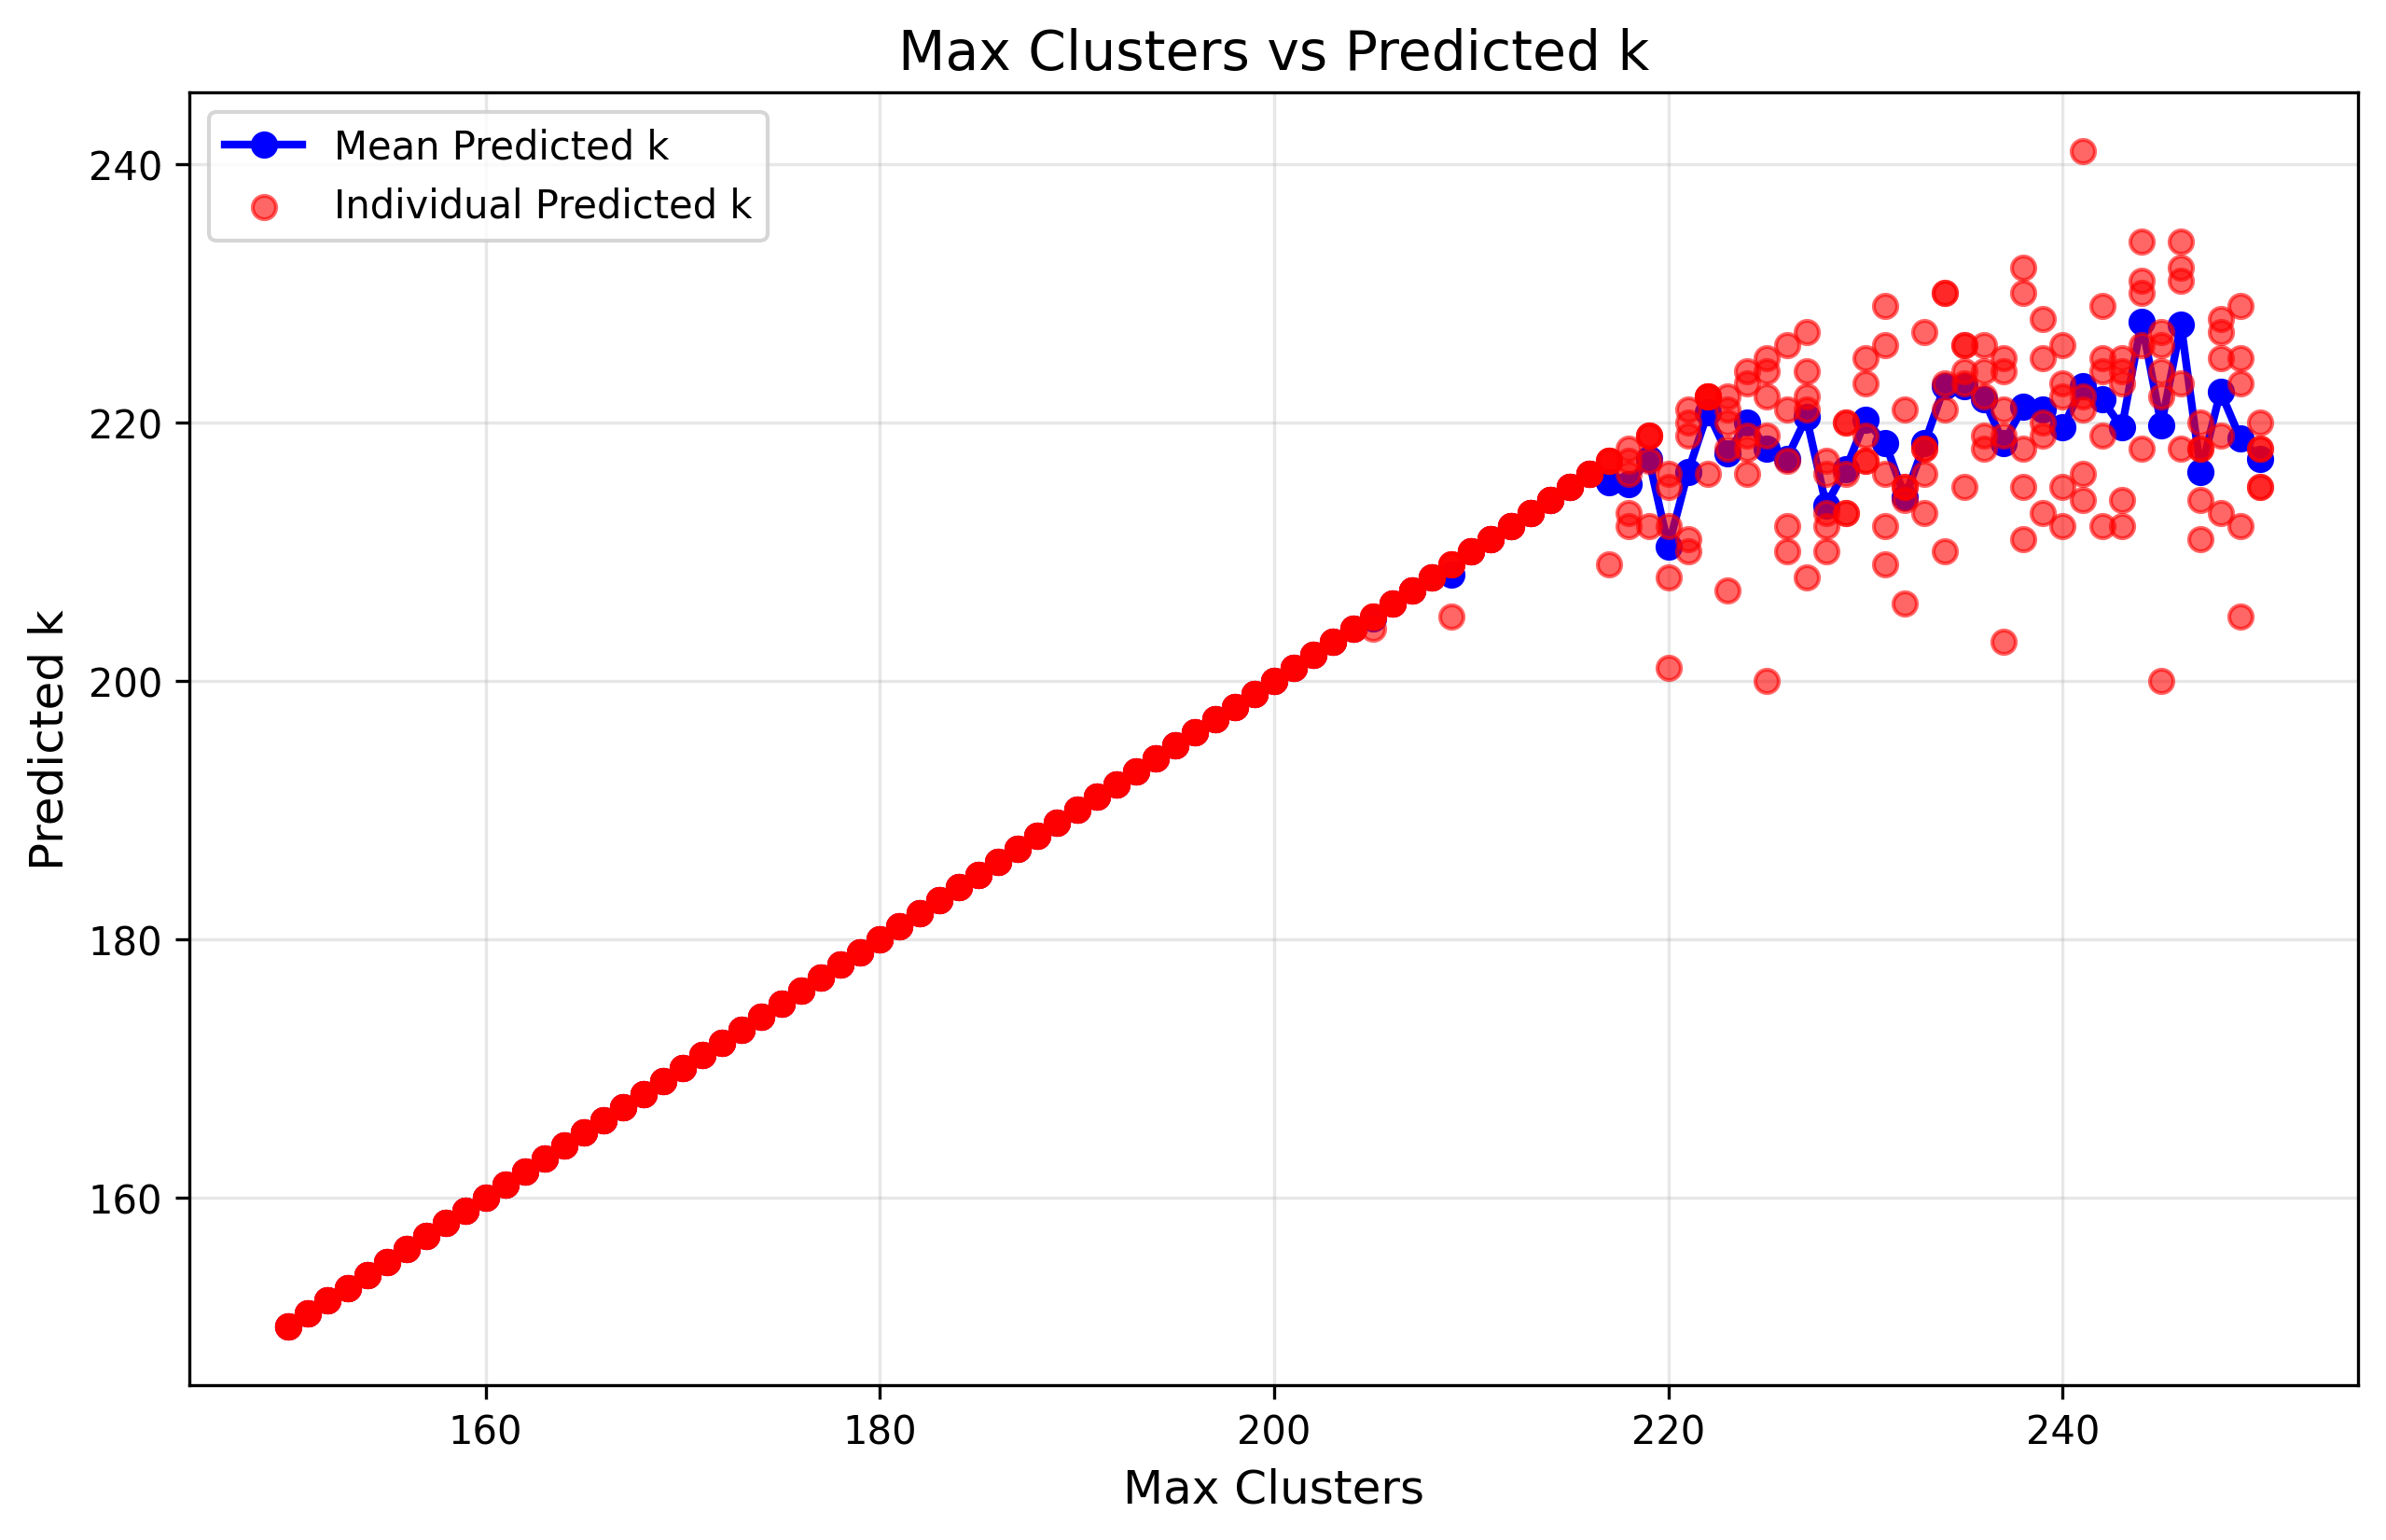 Max Clusters vs Predicted k
Mean Predicted k
Individual Predicted k
240
220
200
180
160
Predicted k
160 180 200 220 240
Max Clusters